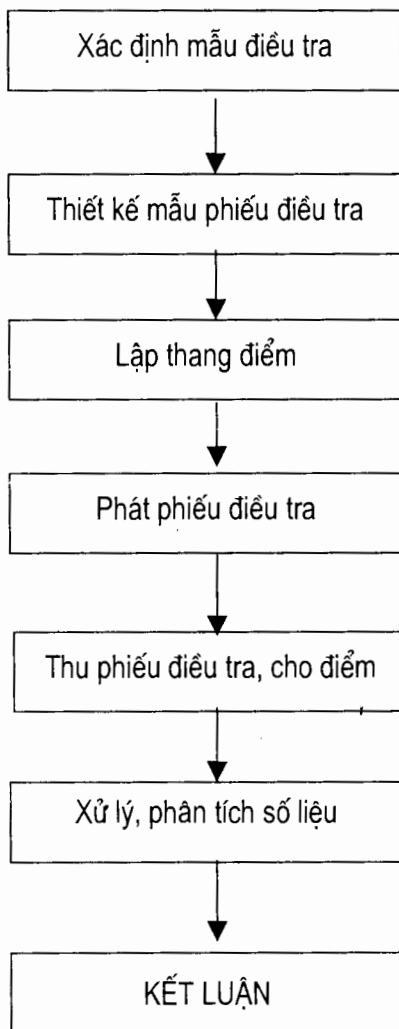 Xác định mẫu điều tra
Thiết kế mẫu phiếu điều tra
Lập thang điểm
Phát phiếu điều tra
Thu phiếu điều tra, cho điểm
Xử lý, phân tích số liệu
KẾT LUẬN